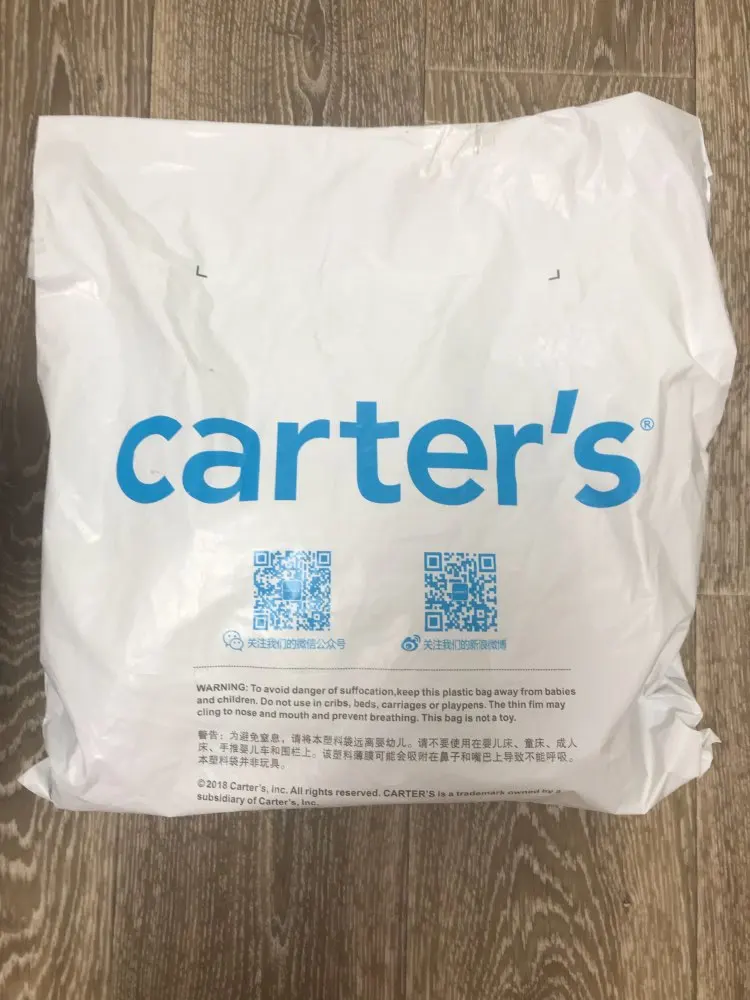 carter's®
关注我们的微信公众号
关注我们的新浪微博
WARNING: To avoid danger of suffocation,keep this plastic bag away from babies
and children. Do not use in cribs, beds, carriages or playpens. The thin fim may
cling to nose and mouth and prevent breathing. This bag is not a toy.
警告：为避免窒息，请将本塑料袋远离婴幼儿。请不要使用在婴儿床、童床、成人
床、手推婴儿车和围栏上。该塑料薄膜可能会吸附在鼻子和嘴巴上导致不能呼吸。
本塑料袋并非玩具。
©2018 Carter's, Inc. All rights reserved. CARTER'S is a trademark owned by a
subsidiary of Carter's, Inc.